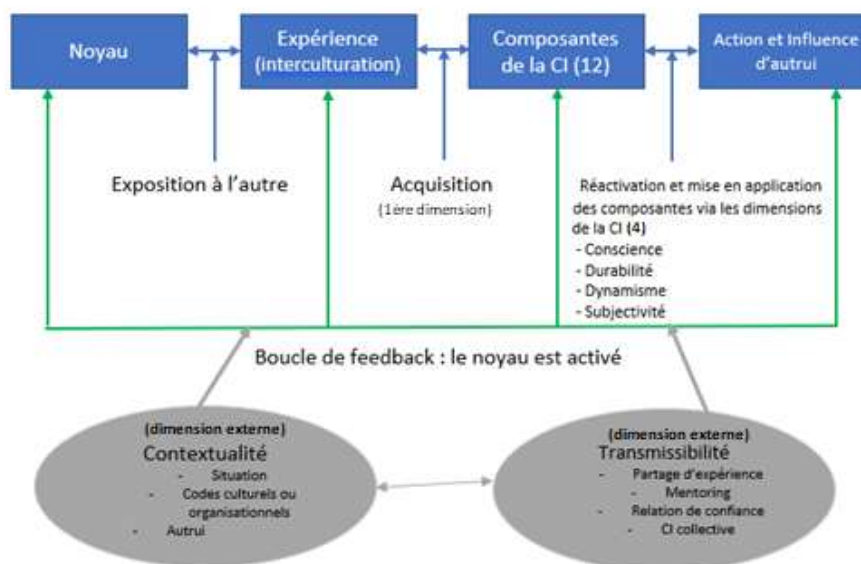 Noyau
Expérience
(interculturation)
Composantes
de la CI (12)
Action et Influence
d'autrui
Exposition à l'autre
Acquisition
(1ère dimension)
Réactivation et mise en application
des composantes via les dimensions
de la CI (4)
- Conscience
- Durabilité
- Dynamisme
- Subjectivité
Boucle de feedback : le noyau est activé
(dimension externe)
Contextualité
- Situation
- Codes culturels ou
organisationnels
- Autrui
(dimension externe)
Transmissibilité
- Partage d'expérience
- Mentoring
- Relation de confiance
- CI collective